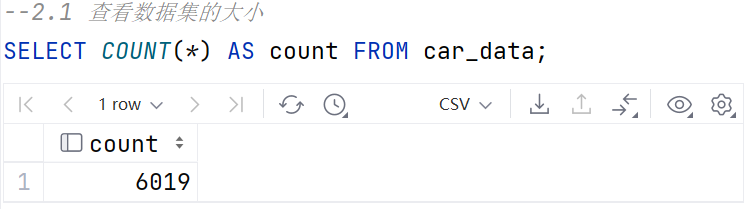 --2.1 查看数据集的大小
SELECT COUNT(*) AS count FROM car_data;
1 row CSV
count
1 6019